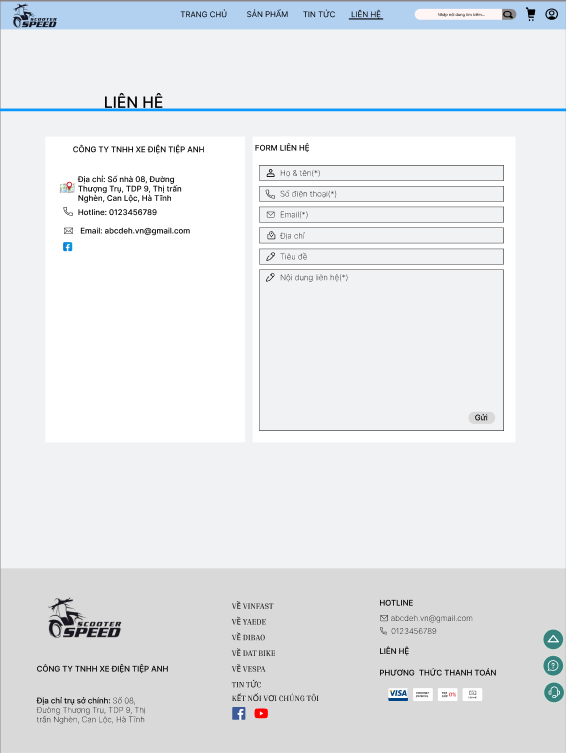 SCOOTER
SPEED
TRANG CHỦ
SẢN PHẨM
TIN TỨC
LIÊN HỆ
Nhập nội dung tìm kiếm...
LIÊN HỆ
CÔNG TY TNHH XE ĐIỆN TIỆP ANH
Địa chỉ: Số nhà 08, Đường
Thượng Trụ, TDP 9, Thị trấn
Nghèn, Can Lộc, Hà Tĩnh
Hotline: 0123456789
Email: abcdeh.vn@gmail.com
FORM LIÊN HỆ
Họ & tên(*)
Số điện thoại(*)
Email(*)
Địa chỉ
Tiêu đề
Nội dung liên hệ(*)
Gửi
SCOOTER
SPEED
CÔNG TY TNHH XE ĐIỆN TIỆP ANH
Địa chỉ trụ sở chính: Số 08,
Đường Thượng Trụ, TDP 9, Thị
trấn Nghèn, Can Lộc, Hà Tĩnh
VỀ VINFAST
VỀ YAEDE
VỀ DIBAO
VỀ DAT BIKE
VỀ VESPA
TIN TỨC
KẾT NỐI VỚI CHÚNG TÔI
HOTLINE
abcdeh.vn@gmail.com
0123456789
LIÊN HỆ
PHƯƠNG THỨC THANH TOÁN
VISA
0%